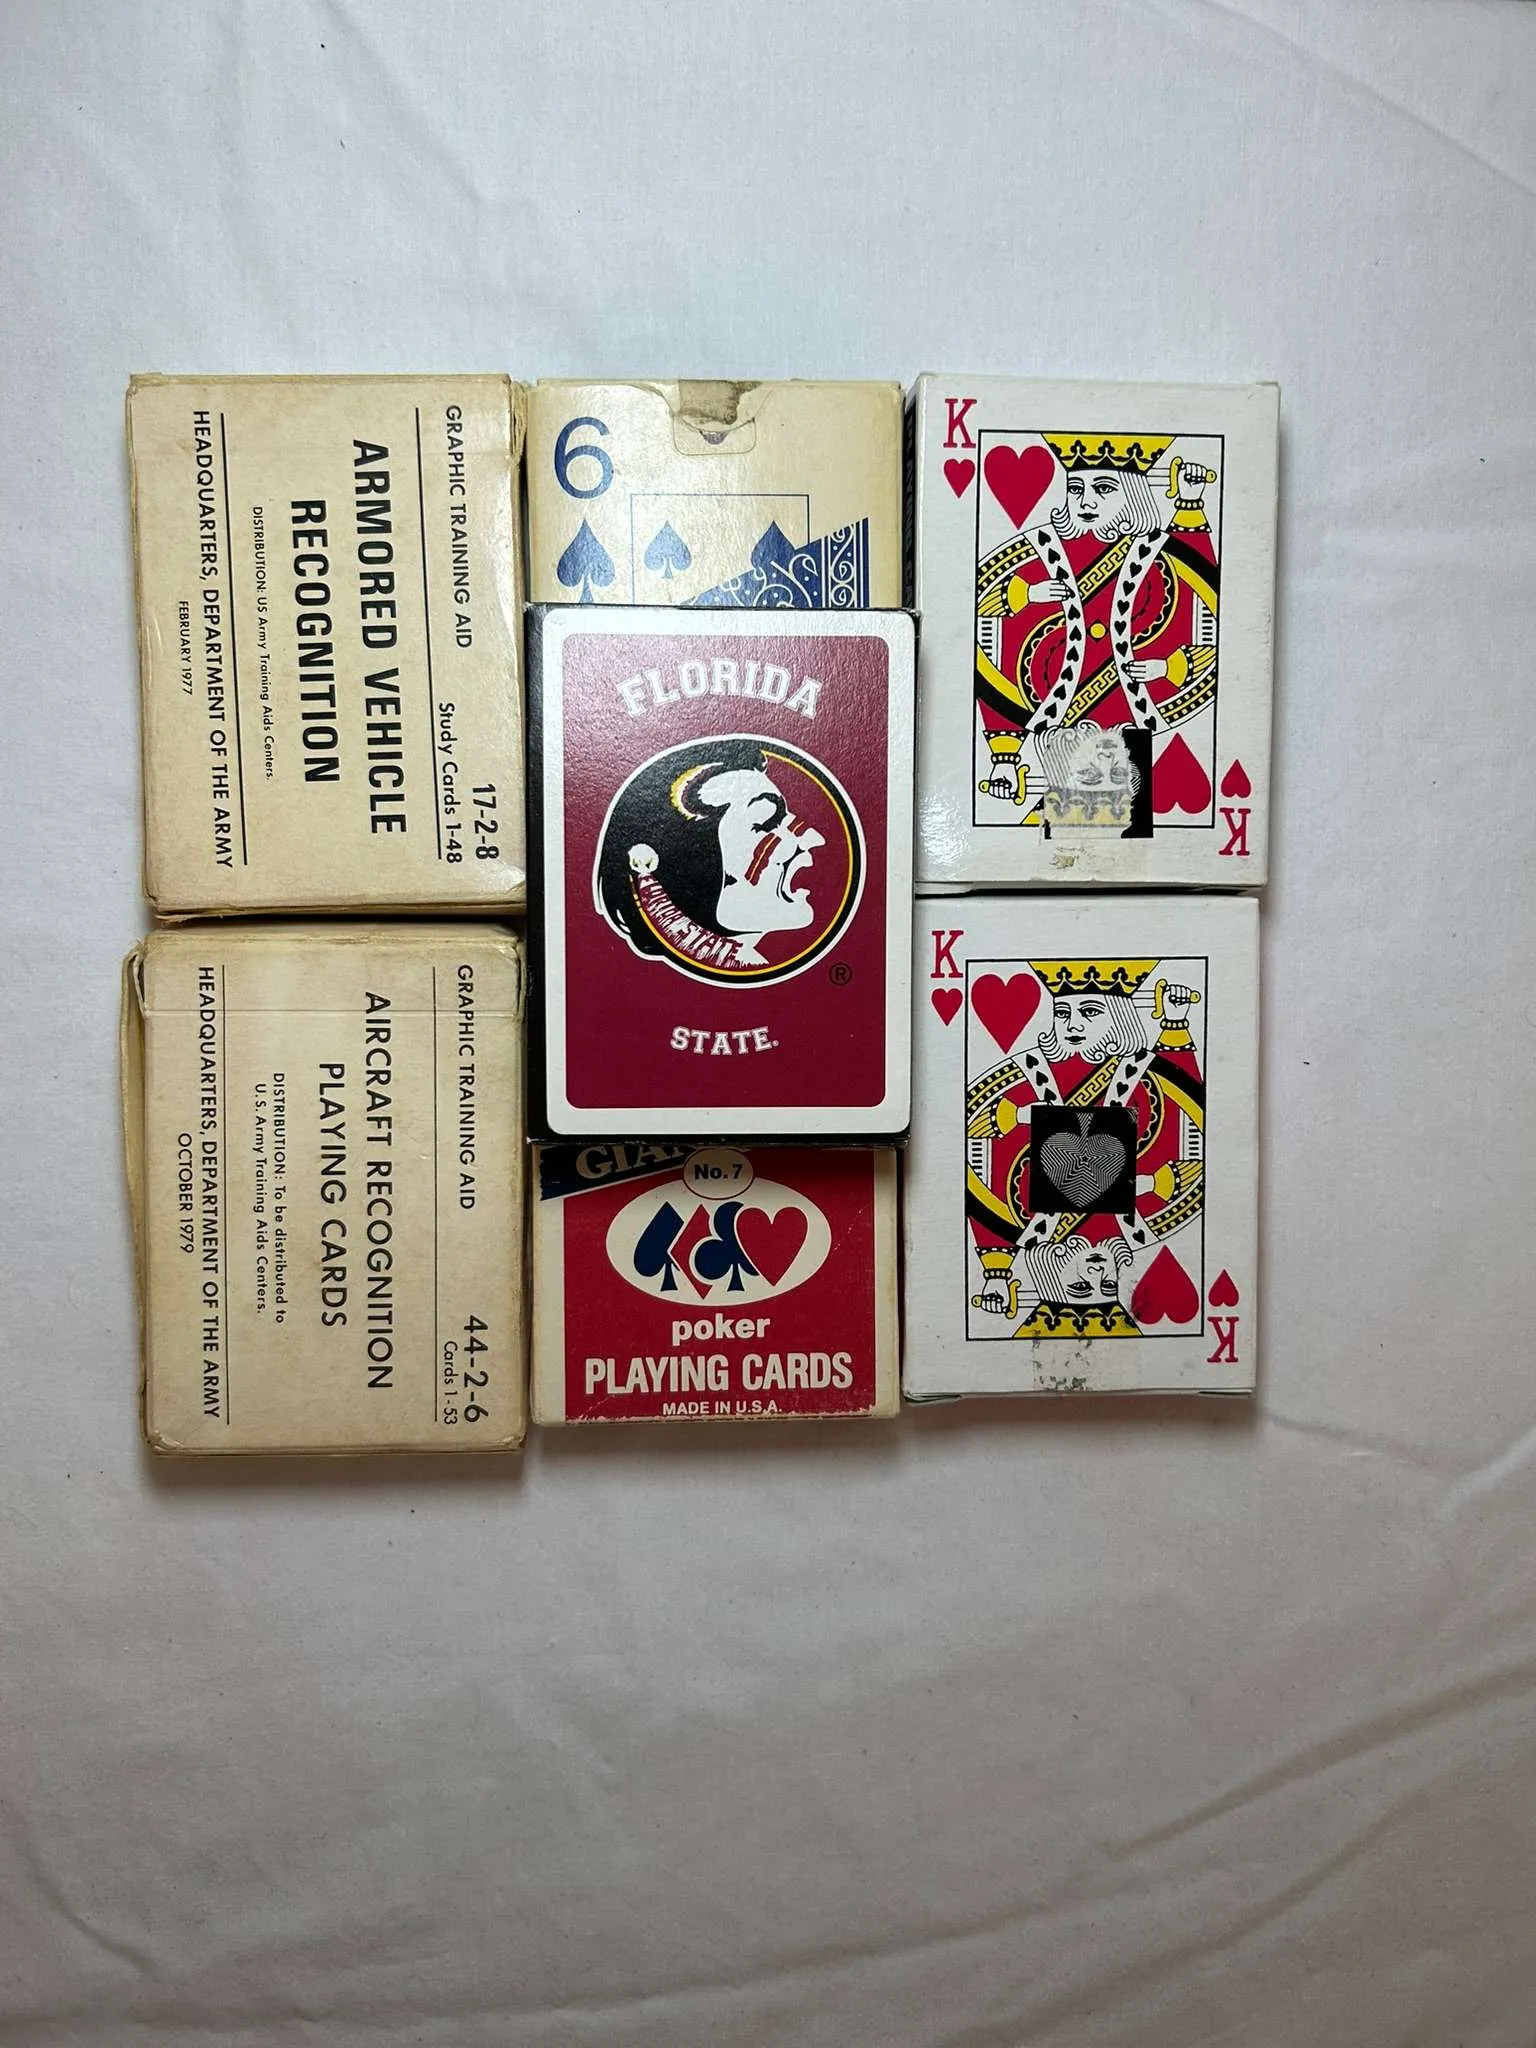 GRAPHIC TRAINING AID
17-2-8
Study Cards 1-48
ARMORED VEHICLE
RECOGNITION
DISTRIBUTION: US Army Training Aids Centers.
HEADQUARTERS, DEPARTMENT OF THE ARMY
FEBRUARY 1977
GRAPHIC TRAINING AID
44-2-6
Cards 1-53
AIRCRAFT RECOGNITION
PLAYING CARDS
DISTRIBUTION: To be distributed to
U.S. Army Training Aids Centers.
HEADQUARTERS, DEPARTMENT OF THE ARMY
OCTOBER 1979
6
FLORIDA
FLORIDA STATE
®
STATE.
No. 7
poker
PLAYING CARDS
MADE IN U.S.A.
K
K
K
K